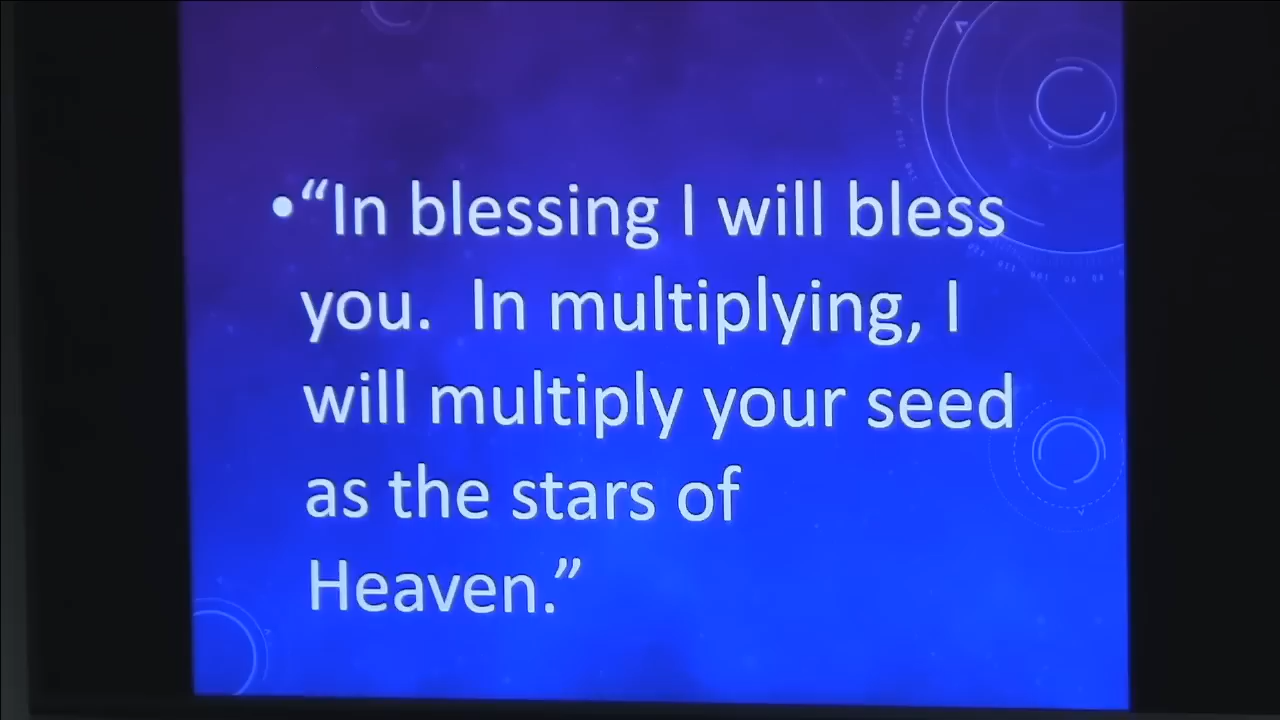 •“In blessing I will bless
you.  In multiplying, I
will multiply your seed
as the stars of
Heaven.”